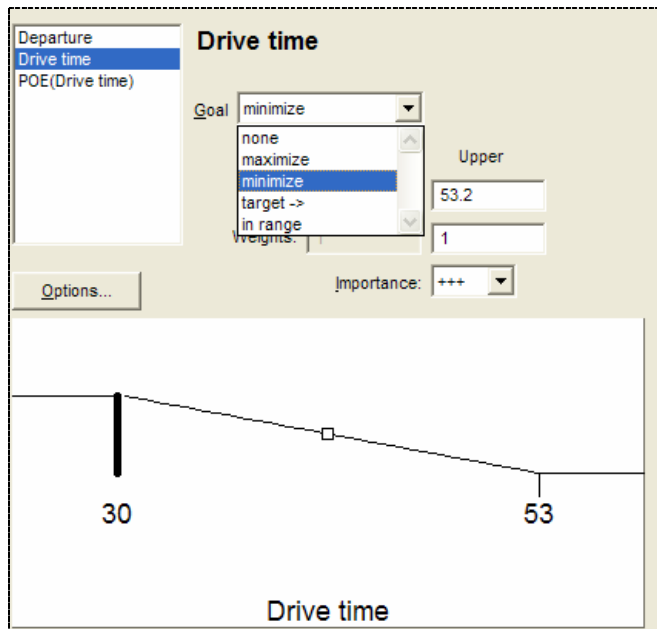 Departure
Drive time
POE(Drive time)
Drive time
Goal minimize
none
maximize
minimize
target ->
in range
Upper
53.2
Weights: 1 1
Options...
Importance: +++
30 53
Drive time